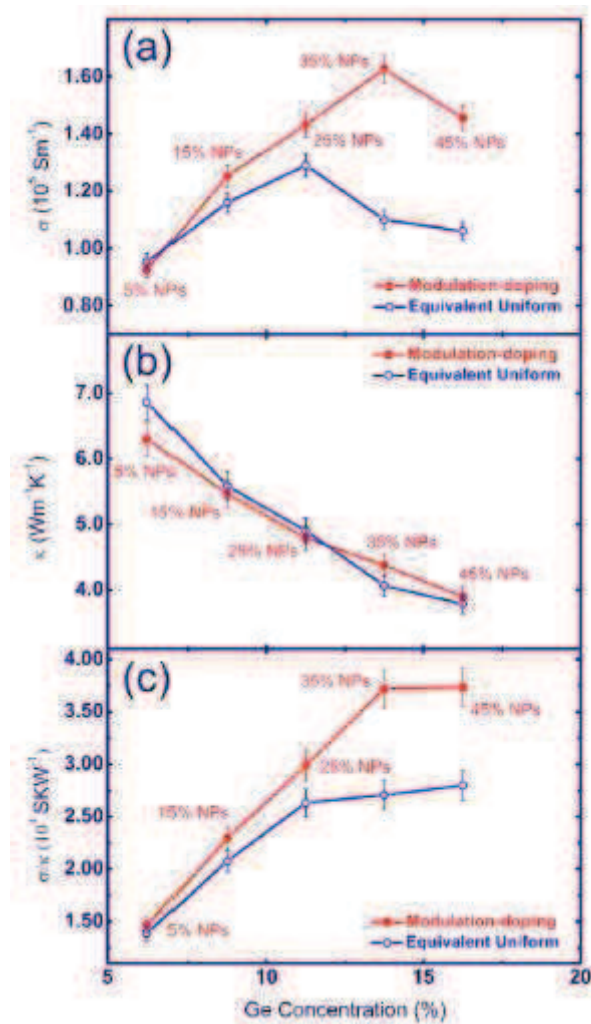 (a)
35% NPs
1.60
15% NPs
25% NPs
1.40
45% NPs
1.20
1.00
0.80
5% NPs
σ (10⁵ Sm⁻¹)
Modulation-doping
Equivalent Uniform
(b)
Modulation-doping
Equivalent Uniform
7.0
6.0
5.0
4.0
κ (Wm⁻¹K⁻¹)
5% NPs
15% NPs
25% NPs
35% NPs
45% NPs
(c)
4.00
3.50
3.00
2.50
2.00
1.50
35% NPs
45% NPs
25% NPs
15% NPs
5% NPs
Modulation-doping
Equivalent Uniform
5
10
15
20
Ge Concentration (%)